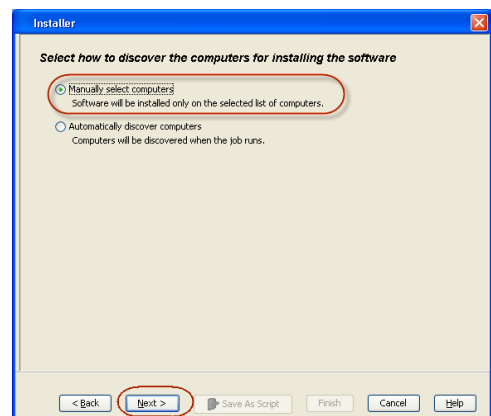 Installer
Select how to discover the computers for installing the software
Manually select computers
Software will be installed only on the selected list of computers.
Automatically discover computers
Computers will be discovered when the job runs.
< Back
Next >
Save As Script
Finish
Cancel
Help